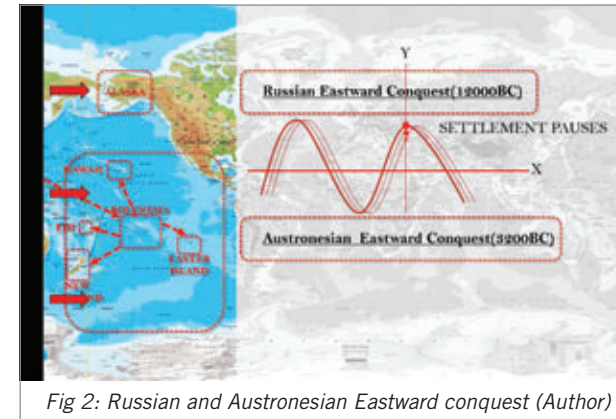 ALASKA
HAWAII
POLYNESIA
FIJI
EASTER
ISLAND
NEW
Y
Russian Eastward Conquest(12000BC)
SETTLEMENT PAUSES
X
Austronesian Eastward Conquest(3200BC)
Fig 2: Russian and Austronesian Eastward conquest (Author)